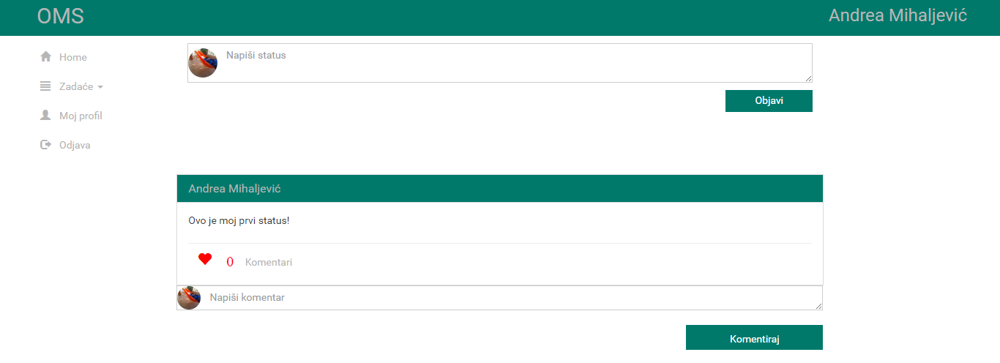 OMS
Andrea Mihaljević
Home
Zadaće
Moj profil
Odjava
Napiši status
Objavi
Andrea Mihaljević
Ovo je moj prvi status!
0 Komentari
Napiši komentar
Komentiraj